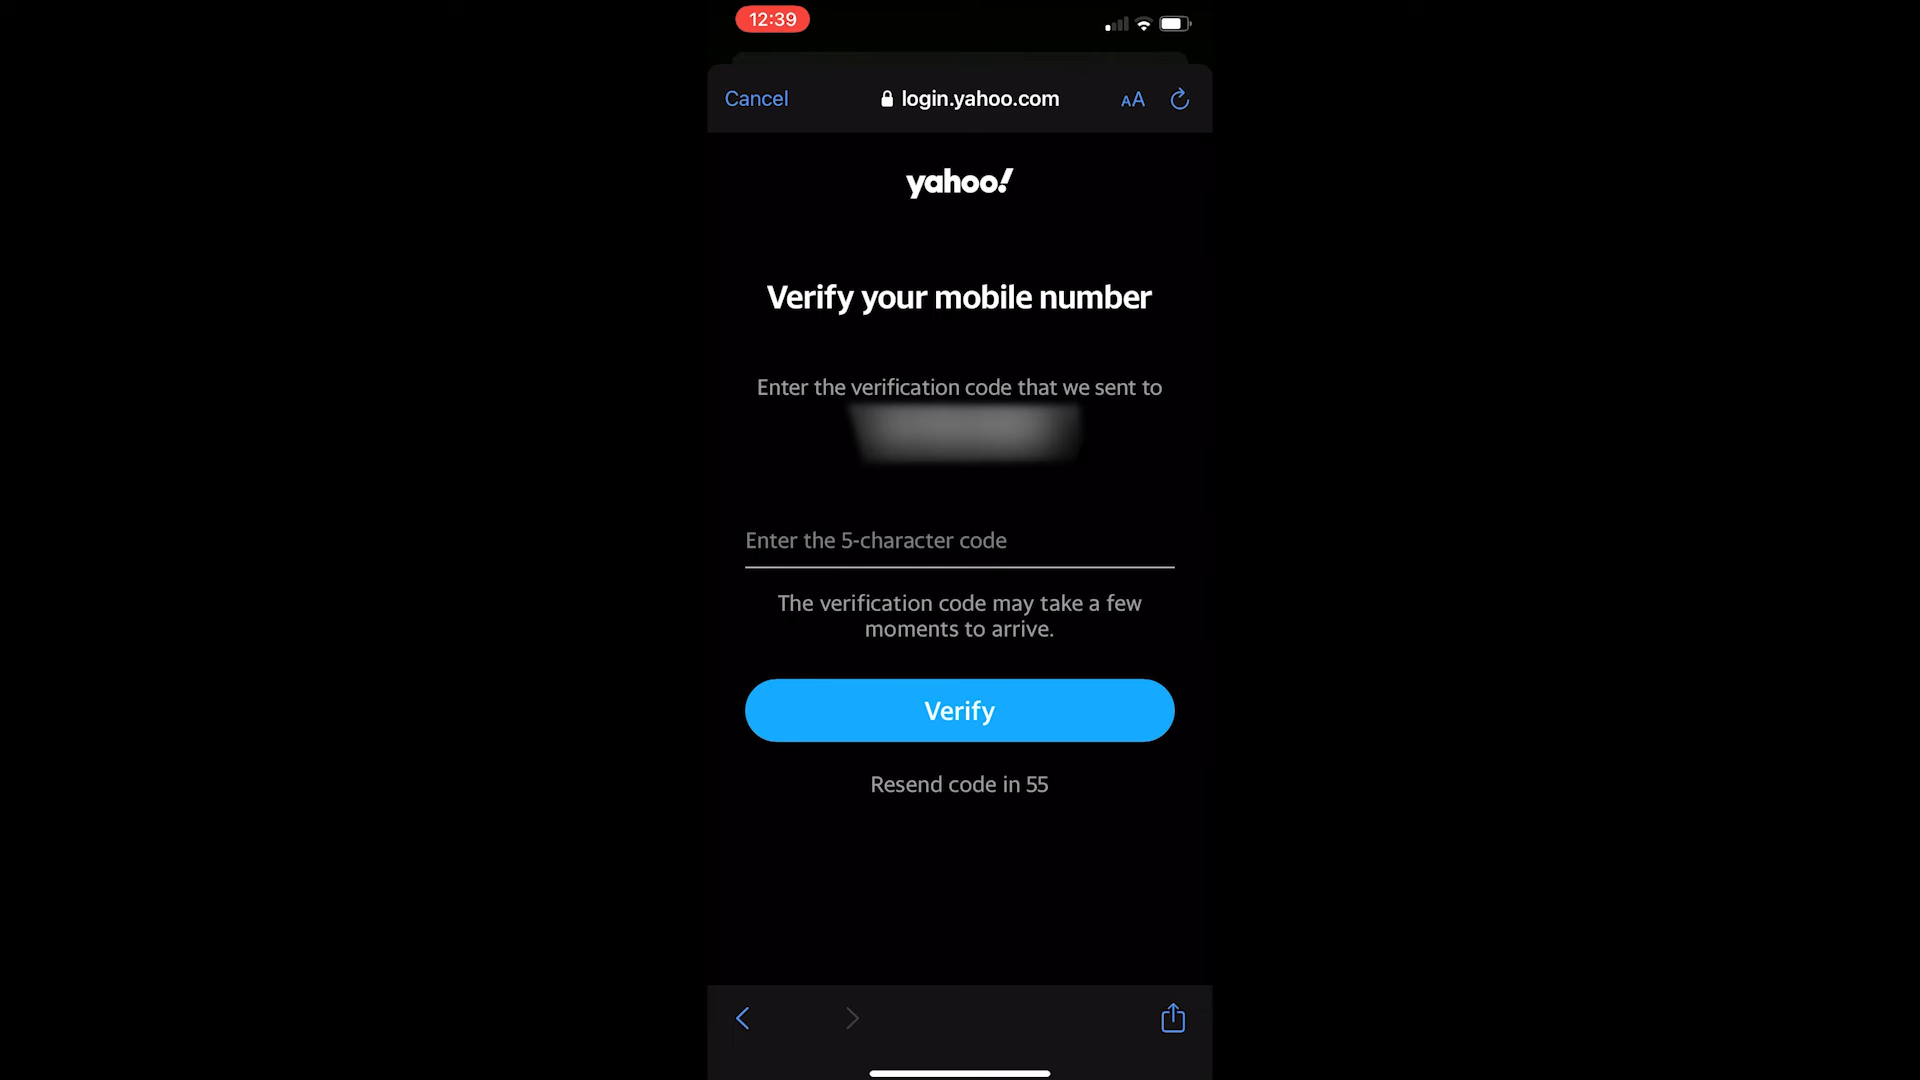 12:39
Cancel
login.yahoo.com
AA
yahoo!
Verify your mobile number
Enter the verification code that we sent to
Enter the 5-character code
The verification code may take a few
moments to arrive.
Verify
Resend code in 55